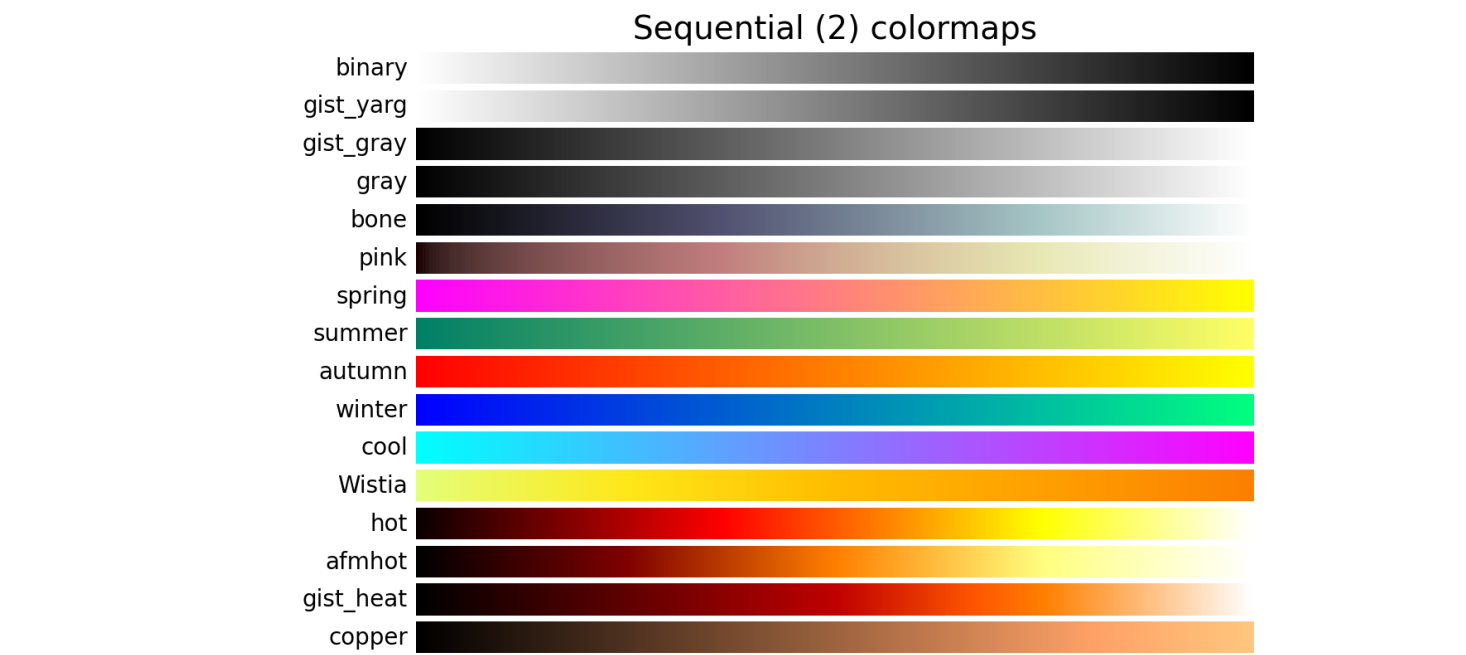 Sequential (2) colormaps
binary
gist_yarg
gist_gray
gray
bone
pink
spring
summer
autumn
winter
cool
Wistia
hot
afmhot
gist_heat
copper